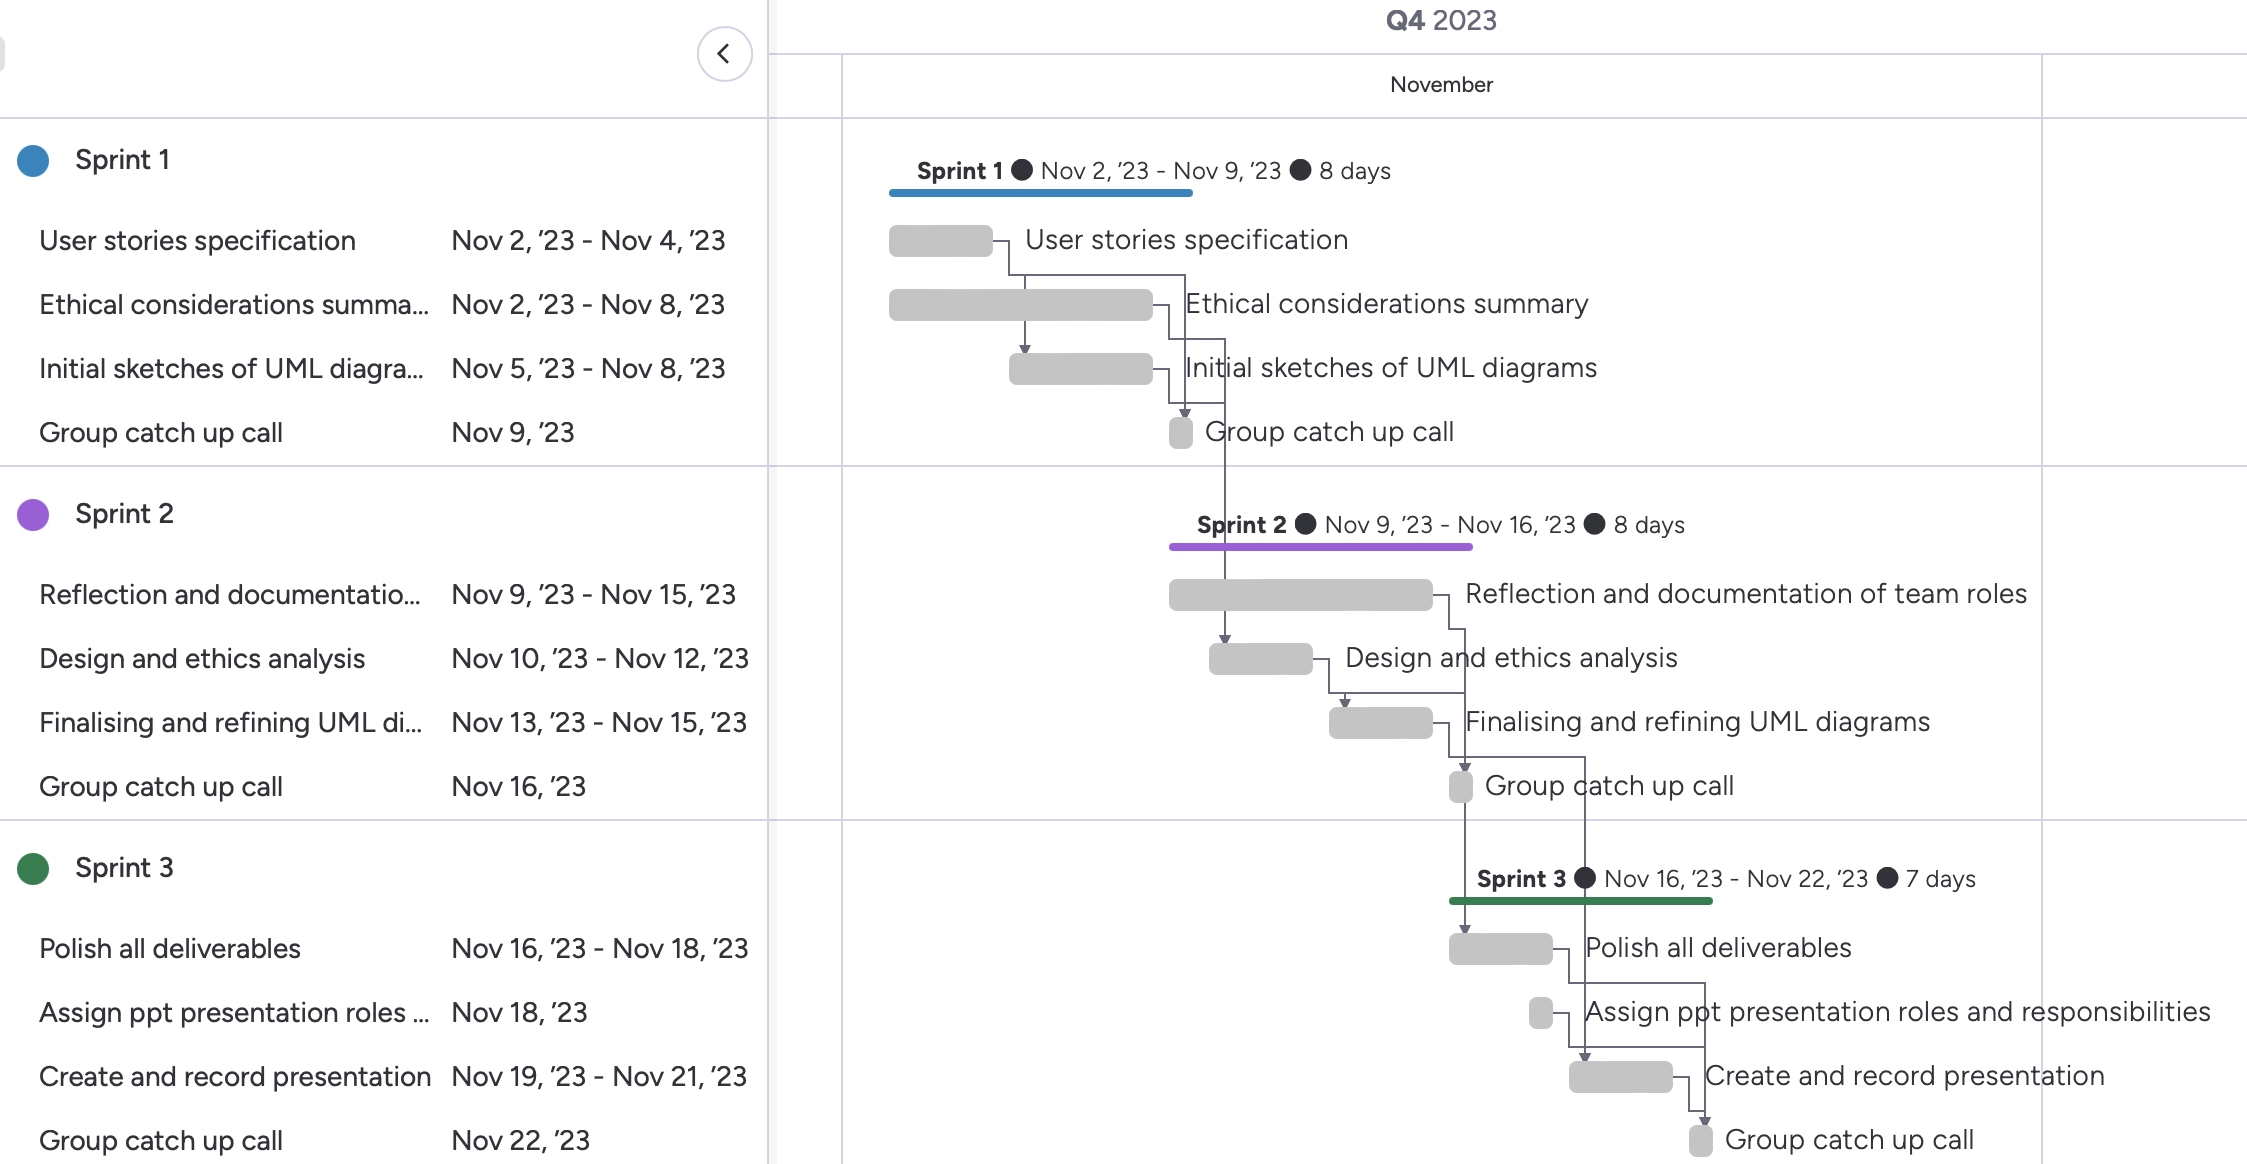 Q4 2023
November
Sprint 1
Sprint 1 ● Nov 2, ’23 - Nov 9, ’23 ● 8 days
User stories specification Nov 2, ’23 - Nov 4, ’23 User stories specification
Ethical considerations summa... Nov 2, ’23 - Nov 8, ’23 Ethical considerations summary
Initial sketches of UML diagra... Nov 5, ’23 - Nov 8, ’23 Initial sketches of UML diagrams
Group catch up call Nov 9, ’23 Group catch up call
Sprint 2
Sprint 2 ● Nov 9, ’23 - Nov 16, ’23 ● 8 days
Reflection and documentatio... Nov 9, ’23 - Nov 15, ’23 Reflection and documentation of team roles
Design and ethics analysis Nov 10, ’23 - Nov 12, ’23 Design and ethics analysis
Finalising and refining UML di... Nov 13, ’23 - Nov 15, ’23 Finalising and refining UML diagrams
Group catch up call Nov 16, ’23 Group catch up call
Sprint 3
Sprint 3 ● Nov 16, ’23 - Nov 22, ’23 ● 7 days
Polish all deliverables Nov 16, ’23 - Nov 18, ’23 Polish all deliverables
Assign ppt presentation roles ... Nov 18, ’23 Assign ppt presentation roles and responsibilities
Create and record presentation Nov 19, ’23 - Nov 21, ’23 Create and record presentation
Group catch up call Nov 22, ’23 Group catch up call